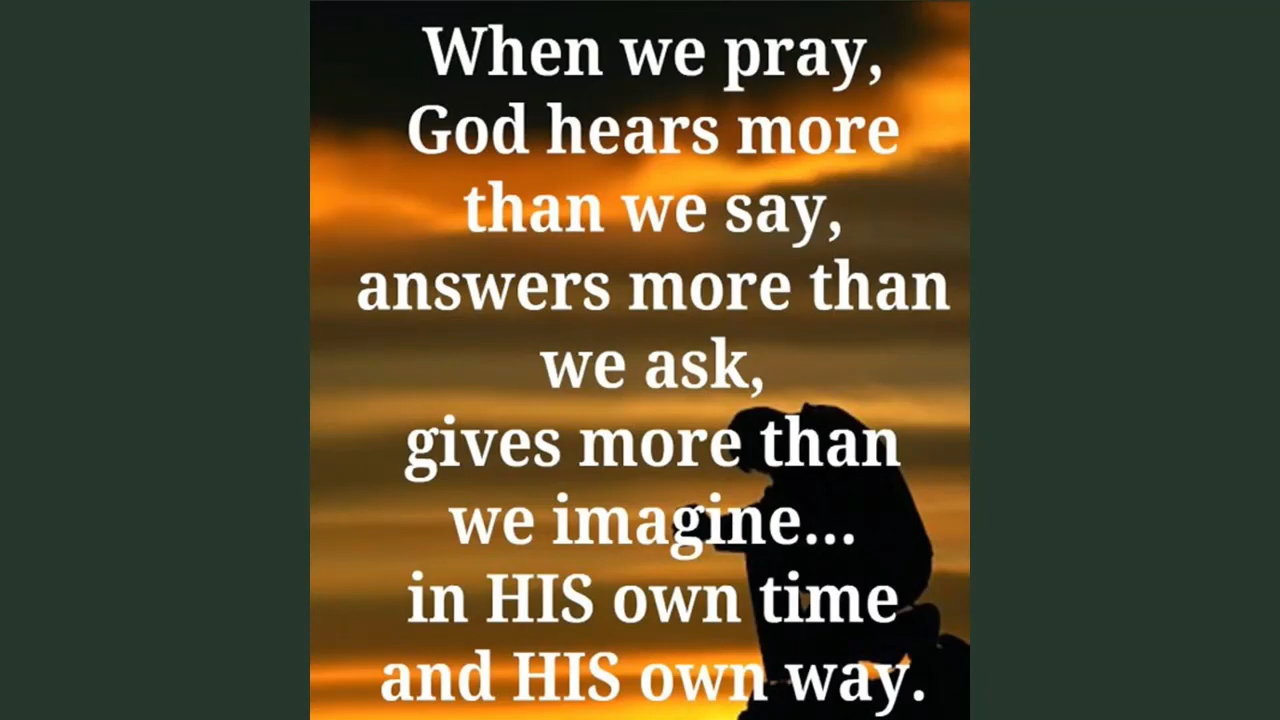 When we pray,
God hears more
than we say,
answers more than
we ask,
gives more than
we imagine...
in HIS own time
and HIS own way.